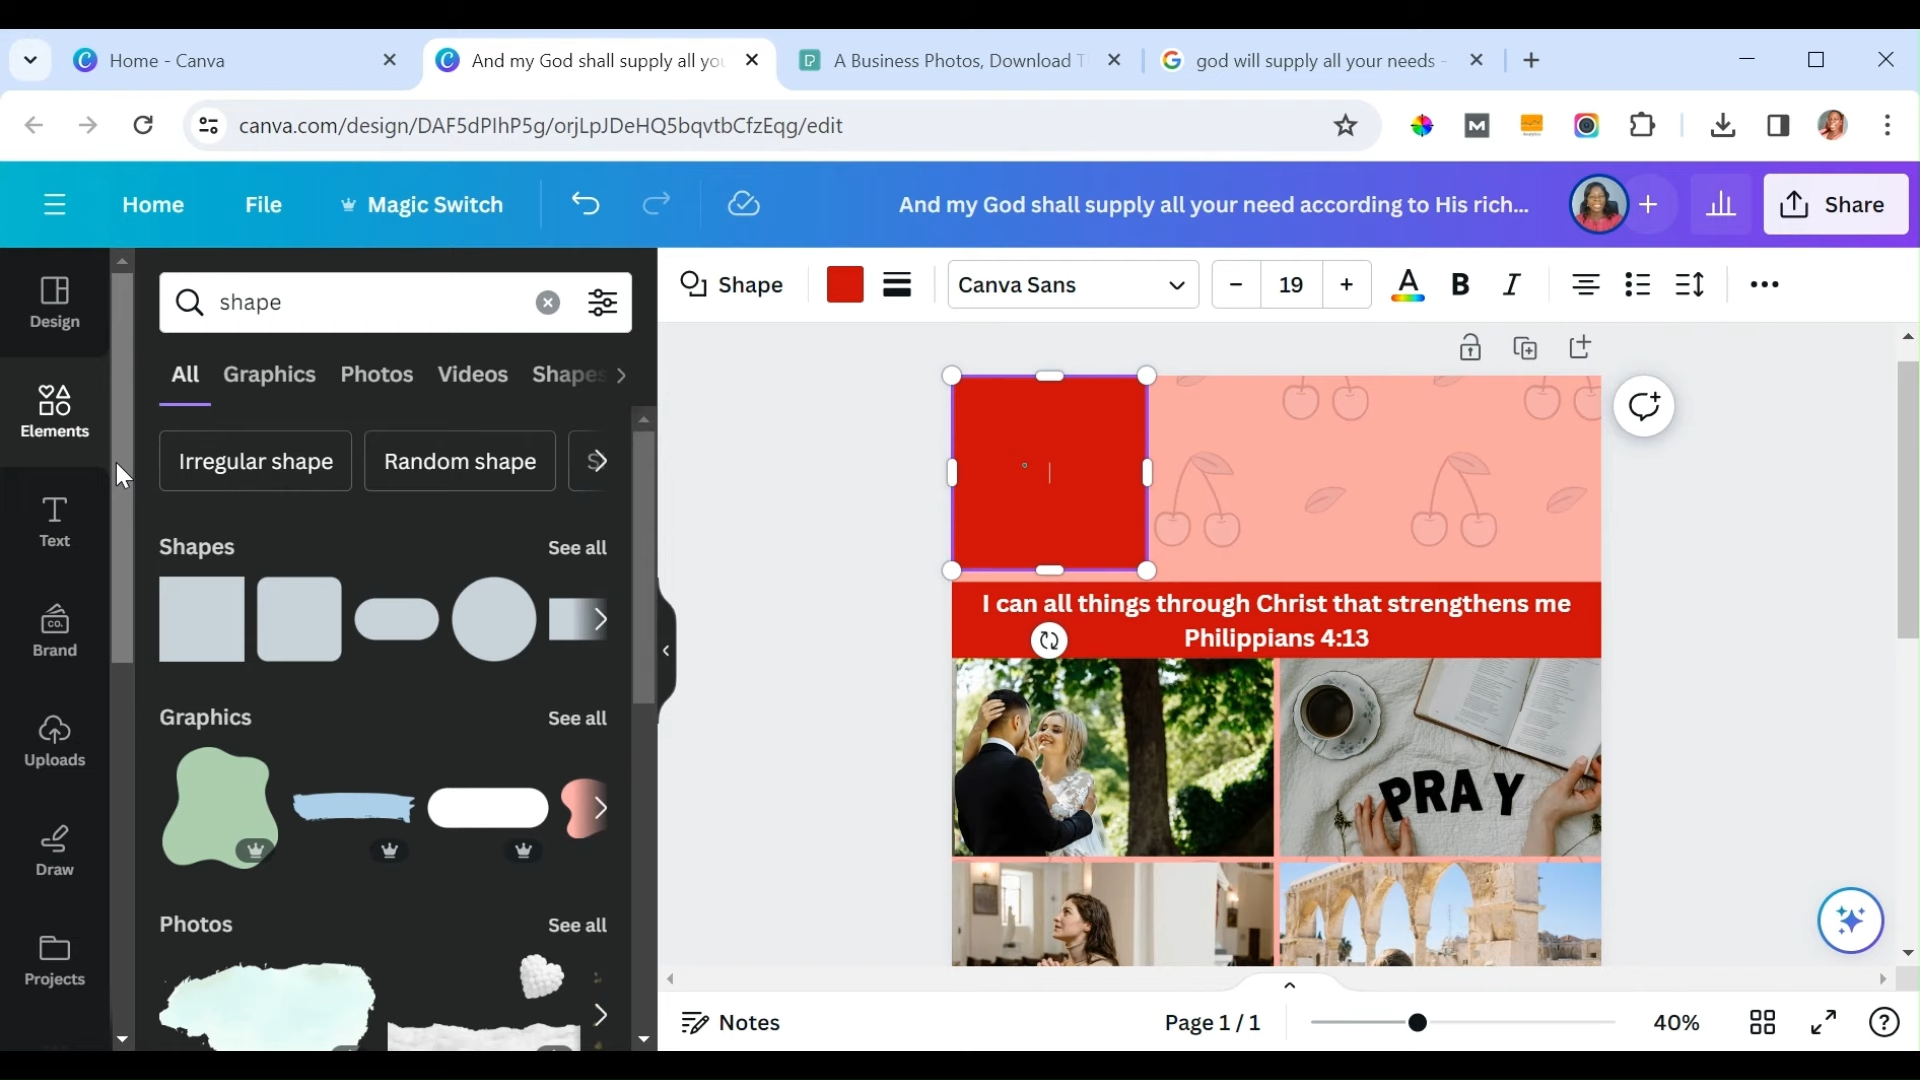 Home - Canva
And my God shall supply all you
A Business Photos, Download T
god will supply all your needs -
canva.com/design/DAF5dPIhP5g/orjLpJDeHQ5bqvtbCfzEqg/edit
Home
File
Magic Switch
And my God shall supply all your need according to His rich...
Share
Design
Elements
Text
Brand
Uploads
Draw
Projects
CO.
shape
All
Graphics
Photos
Videos
Shapes
Irregular shape
Random shape
S
Shapes
See all
Graphics
See all
Photos
See all
Shape
Canva Sans
- 19 +
A B I
I can all things through Christ that strengthens me
Philippians 4:13
PRAY
Notes
Page 1 / 1
40%